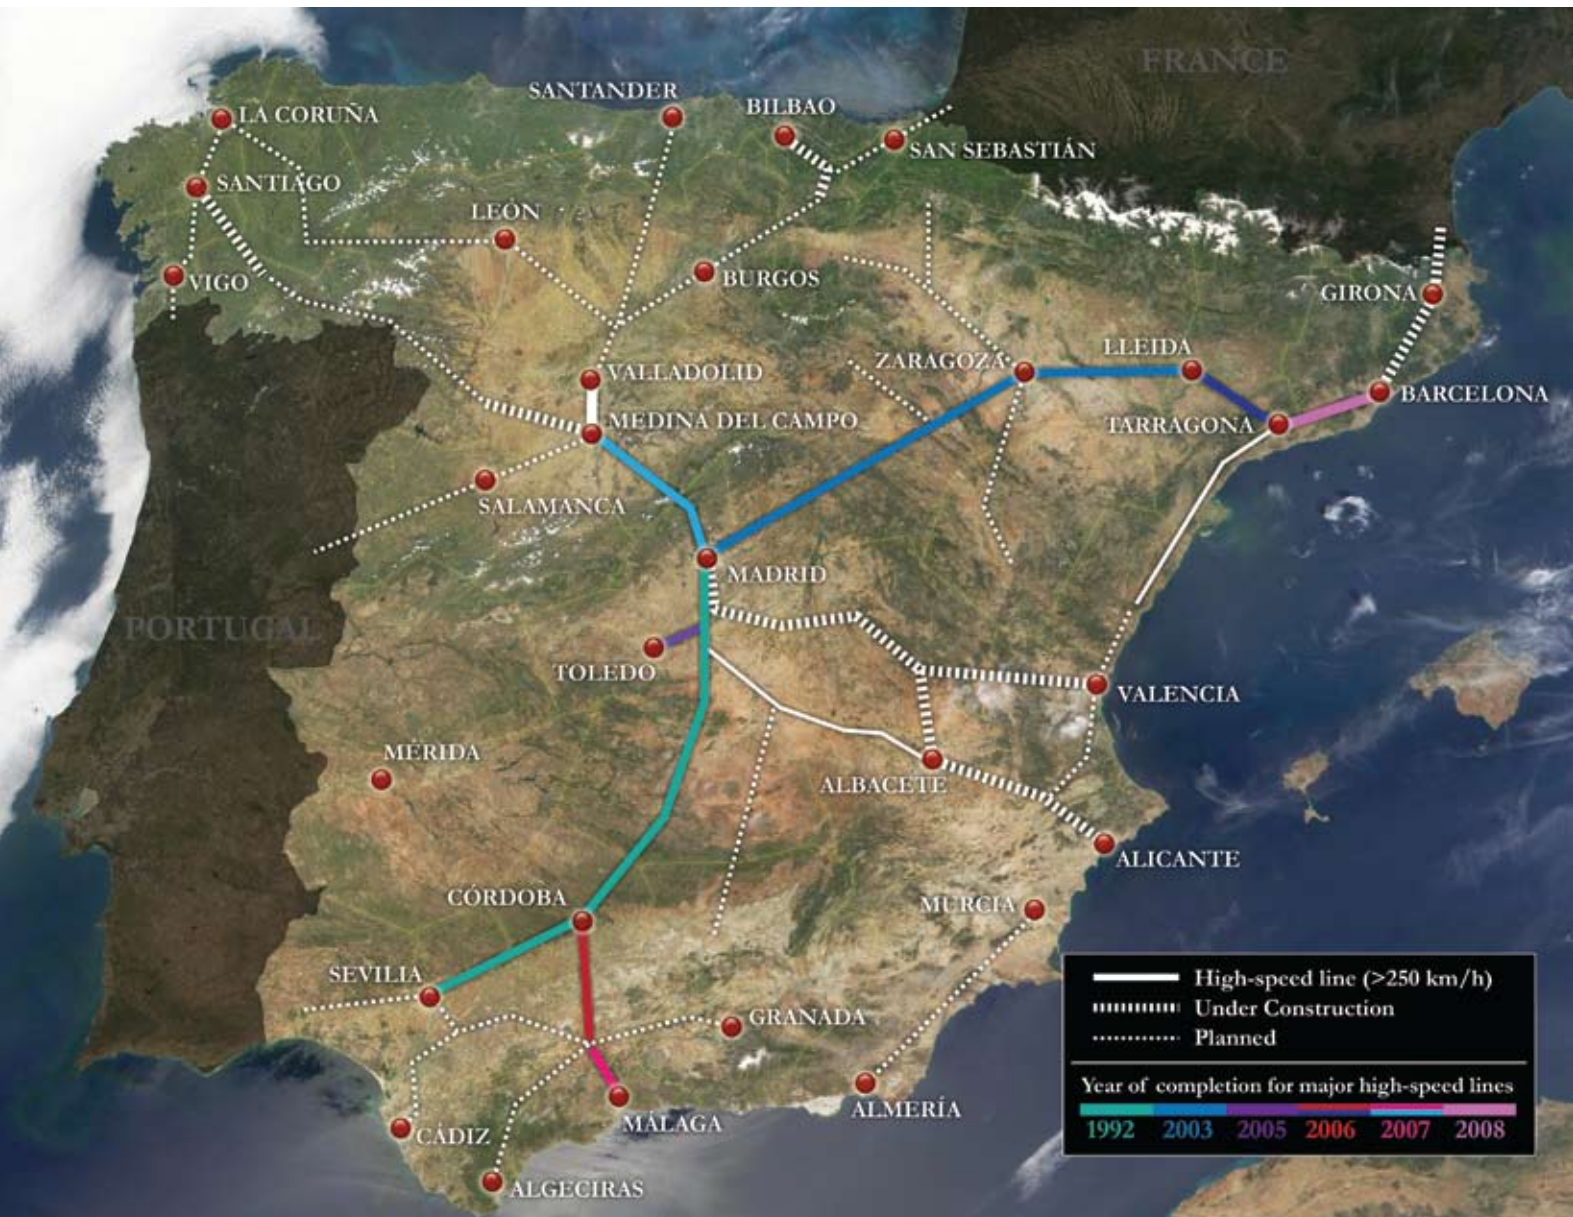 FRANCE
SANTANDER
BILBAO
LA CORUÑA
SAN SEBASTIÁN
SANTIAGO
LEÓN
VIGO
BURGOS
GIRONA
ZARAGOZA
LLEIDA
VALLADOLID
BARCELONA
MEDINA DEL CAMPO
TARRAGONA
SALAMANCA
MADRID
PORTUGAL
TOLEDO
VALENCIA
MÉRIDA
ALBACETE
ALICANTE
CÓRDOBA
MURCIA
SEVILIA
GRANADA
ALMERÍA
MÁLAGA
CÁDIZ
ALGECIRAS
High-speed line (>250 km/h)
Under Construction
Planned
Year of completion for major high-speed lines
1992 2003 2005 2006 2007 2008